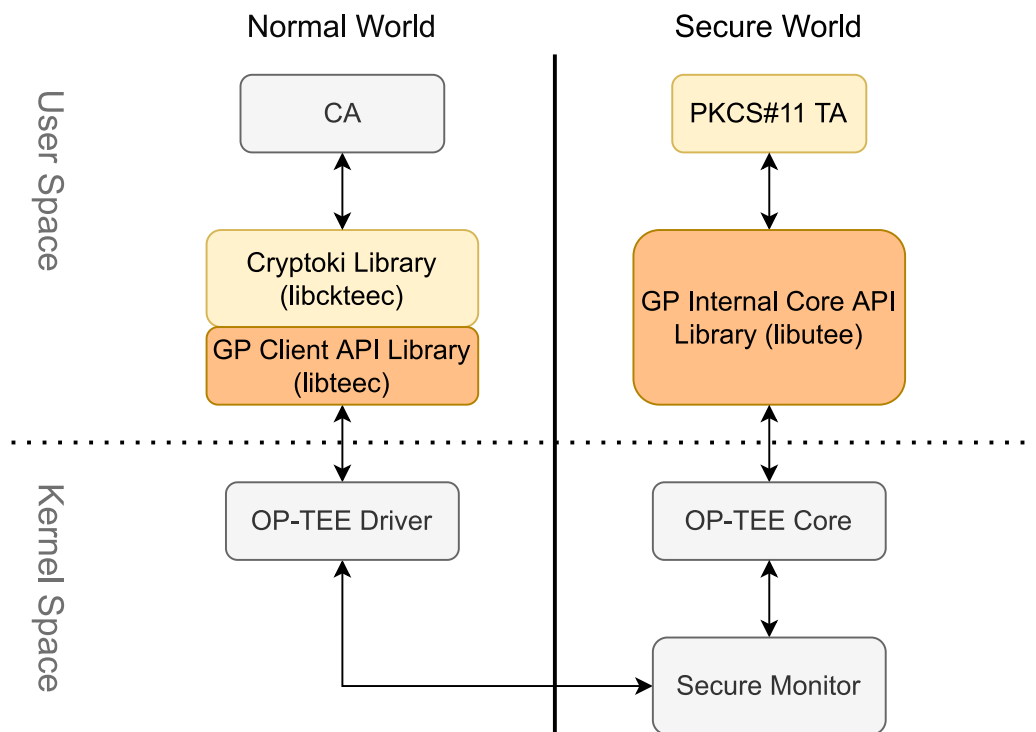 Normal World
Secure World
User Space
CA
PKCS#11 TA
Cryptoki Library
(libckteec)
GP Client API Library
(libteec)
GP Internal Core API
Library (libutee)
Kernel Space
OP-TEE Driver
OP-TEE Core
Secure Monitor